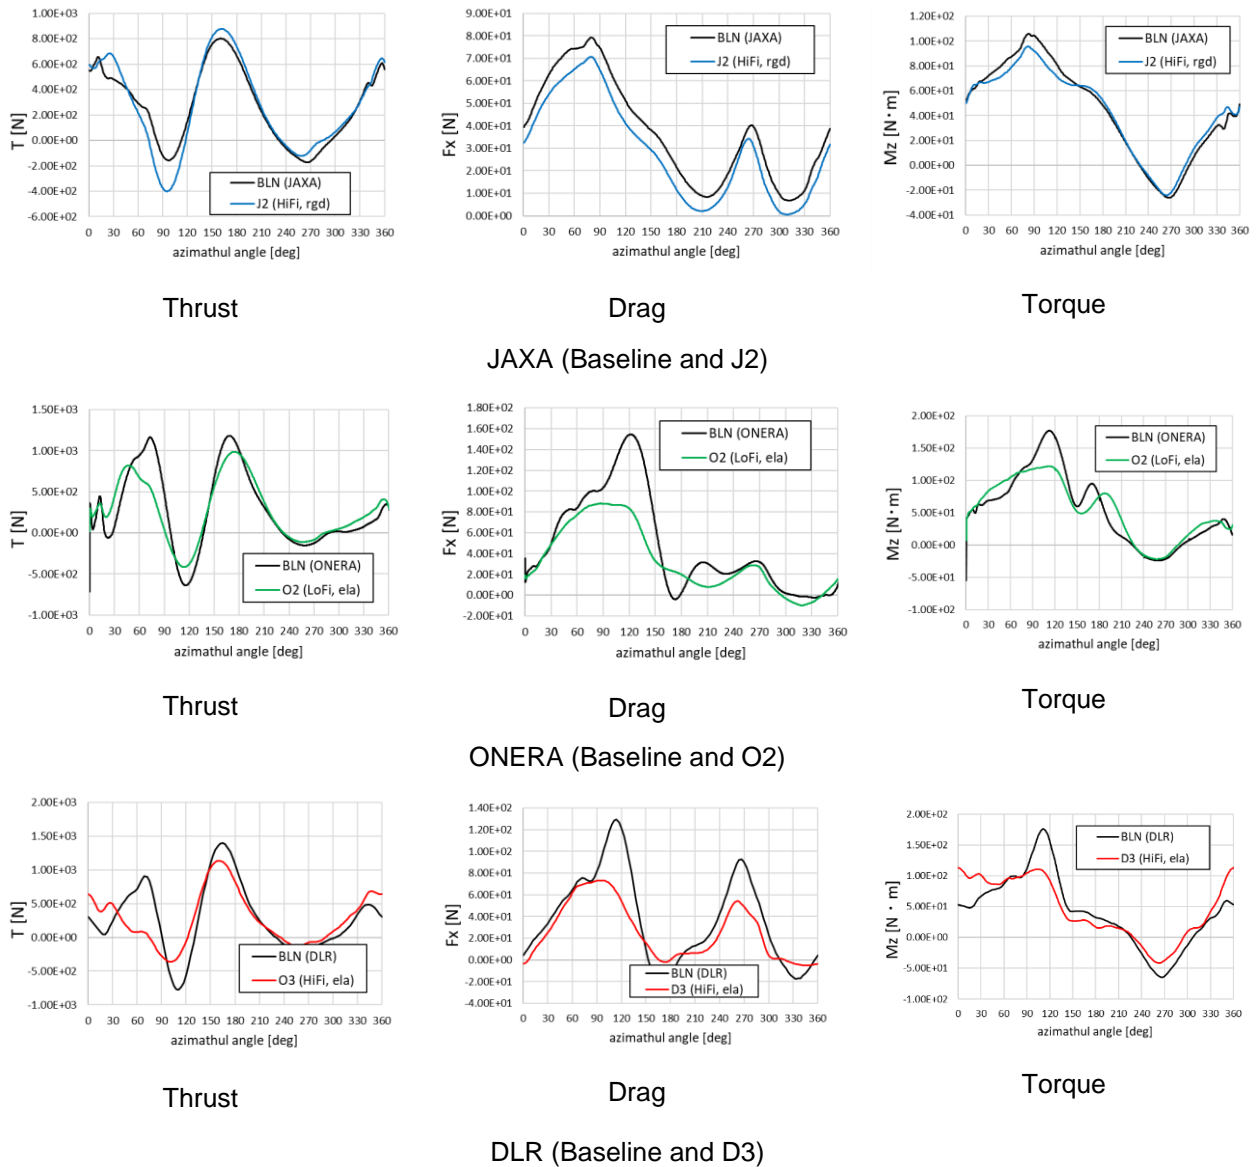 1.00E+03
8.00E+02
6.00E+02
4.00E+02
2.00E+02
0.00E+00
-2.00E+02
-4.00E+02
-6.00E+02
T [N]
BLN (JAXA)
J2 (HiFi, rgd)
0 30 60 90 120 150 180 210 240 270 300 330 360
azimathul angle [deg]
Thrust
9.00E+01
8.00E+01
7.00E+01
6.00E+01
5.00E+01
4.00E+01
3.00E+01
2.00E+01
1.00E+01
0.00E+00
Fx [N]
BLN (JAXA)
J2 (HiFi, rgd)
0 30 60 90 120 150 180 210 240 270 300 330 360
azimathul angle [deg]
Drag
1.20E+02
1.00E+02
8.00E+01
6.00E+01
4.00E+01
2.00E+01
0.00E+00
-2.00E+01
-4.00E+01
Mz [N・m]
BLN (JAXA)
J2 (HiFi, rgd)
0 30 60 90 120 150 180 210 240 270 300 330 360
azimathul angle [deg]
Torque
JAXA (Baseline and J2)
1.50E+03
1.00E+03
5.00E+02
0.00E+00
-5.00E+02
-1.00E+03
T [N]
BLN (ONERA)
O2 (LoFi, ela)
0 30 60 90 120 150 180 210 240 270 300 330 360
azimathul angle [deg]
Thrust
1.80E+02
1.60E+02
1.40E+02
1.20E+02
1.00E+02
8.00E+01
6.00E+01
4.00E+01
2.00E+01
0.00E+00
-2.00E+01
Fx [N]
BLN (ONERA)
O2 (LoFi, ela)
0 30 60 90 120 150 180 210 240 270 300 330 360
azimathul angle [deg]
Drag
2.00E+02
1.50E+02
1.00E+02
5.00E+01
0.00E+00
-5.00E+01
-1.00E+02
Mz [N・m]
BLN (ONERA)
O2 (LoFi, ela)
0 30 60 90 120 150 180 210 240 270 300 330 360
azimathul angle [deg]
Torque
ONERA (Baseline and O2)
2.00E+03
1.50E+03
1.00E+03
5.00E+02
0.00E+00
-5.00E+02
-1.00E+03
T [N]
BLN (DLR)
O3 (HiFi, ela)
0 30 60 90 120 150 180 210 240 270 300 330 360
azimathul angle [deg]
Thrust
1.40E+02
1.20E+02
1.00E+02
8.00E+01
6.00E+01
4.00E+01
2.00E+01
0.00E+00
-2.00E+01
-4.00E+01
Fx [N]
BLN (DLR)
D3 (HiFi, ela)
0 30 60 90 120 150 180 210 240 270 300 330 360
azimathul angle [deg]
Drag
2.00E+02
1.50E+02
1.00E+02
5.00E+01
0.00E+00
-5.00E+01
-1.00E+02
Mz [N・m]
BLN (DLR)
D3 (HiFi, ela)
0 30 60 90 120 150 180 210 240 270 300 330 360
azimathul angle [deg]
Torque
DLR (Baseline and D3)